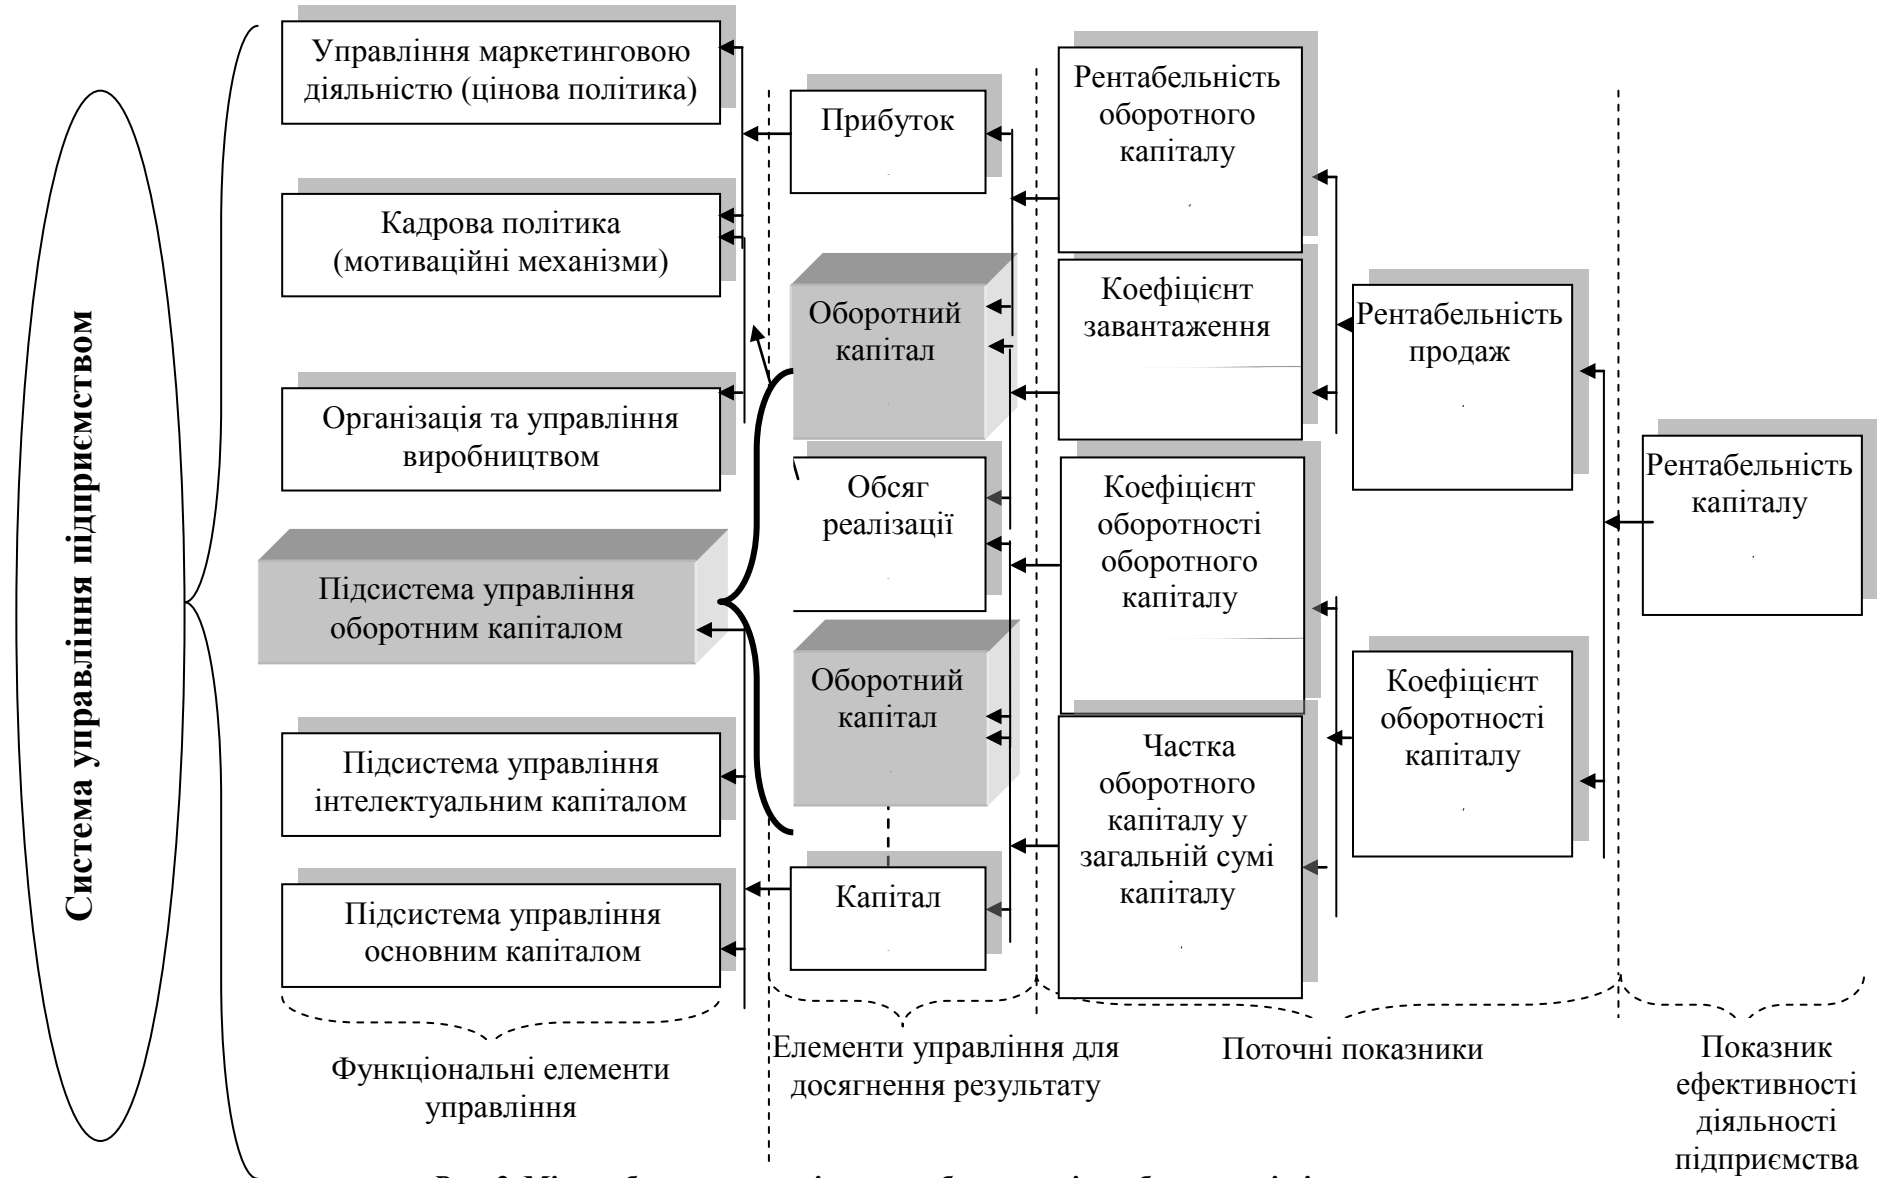 Система управління підприємством
Управління маркетинговою
діяльністю (цінова політика)
Кадрова політика
(мотиваційні механізми)
Організація та управління
виробництвом
Підсистема управління
оборотним капіталом
Підсистема управління
інтелектуальним капіталом
Підсистема управління
основним капіталом
Функціональні елементи
управління
Прибуток
Оборотний
капітал
Обсяг
реалізації
Оборотний
капітал
Капітал
Елементи управління для
досягнення результату
Рентабельність
оборотного
капіталу
Коефіцієнт
завантаження
Коефіцієнт
оборотності
оборотного
капіталу
Частка
оборотного
капіталу у
загальній сумі
капіталу
Рентабельність
продаж
Коефіцієнт
оборотності
капіталу
Поточні показники
Рентабельність
капіталу
Показник
ефективності
діяльності
підприємства